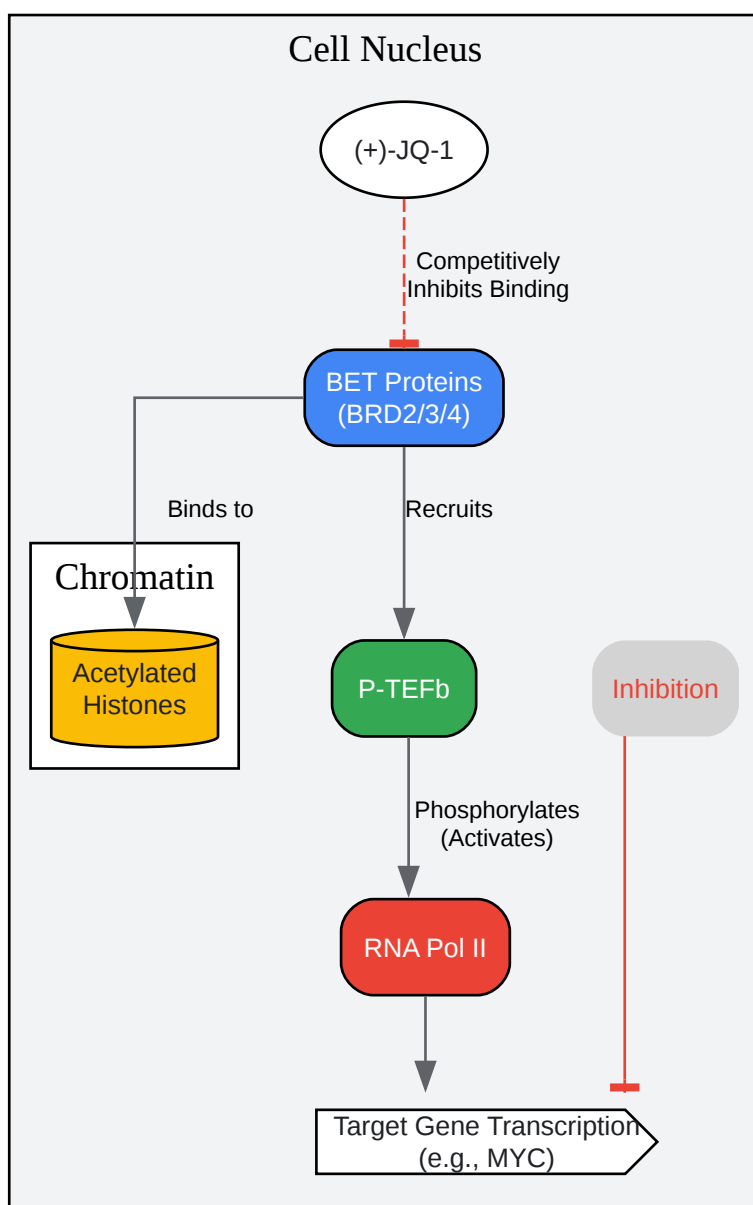 Cell Nucleus
(+)-JQ-1
Competitively
Inhibits Binding
BET Proteins
(BRD2/3/4)
Binds to
Recruits
Chromatin
Acetylated
Histones
P-TEFb
Inhibition
Phosphorylates
(Activates)
RNA Pol II
Target Gene Transcription
(e.g., MYC)